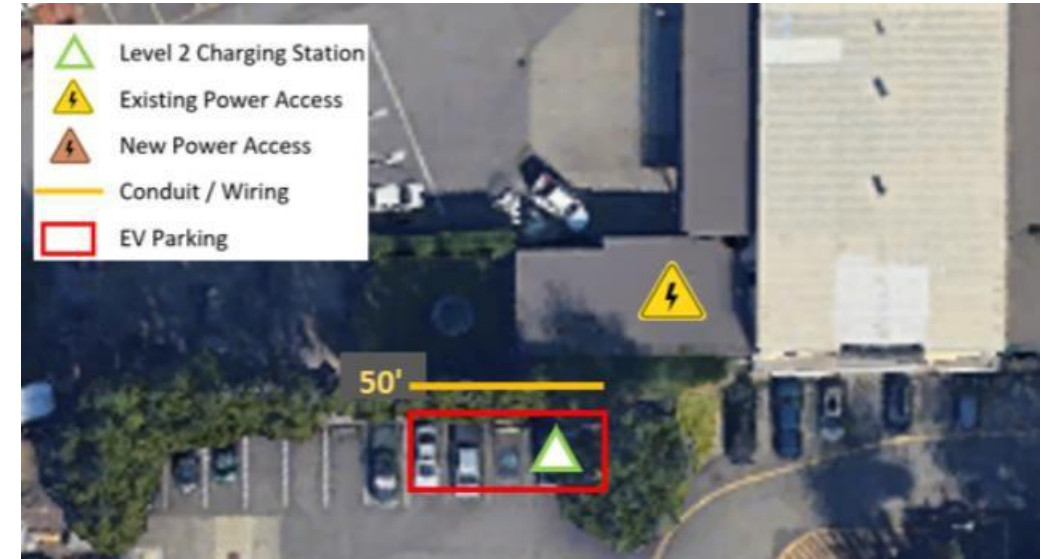 Level 2 Charging Station
Existing Power Access
New Power Access
Conduit / Wiring
EV Parking
50'